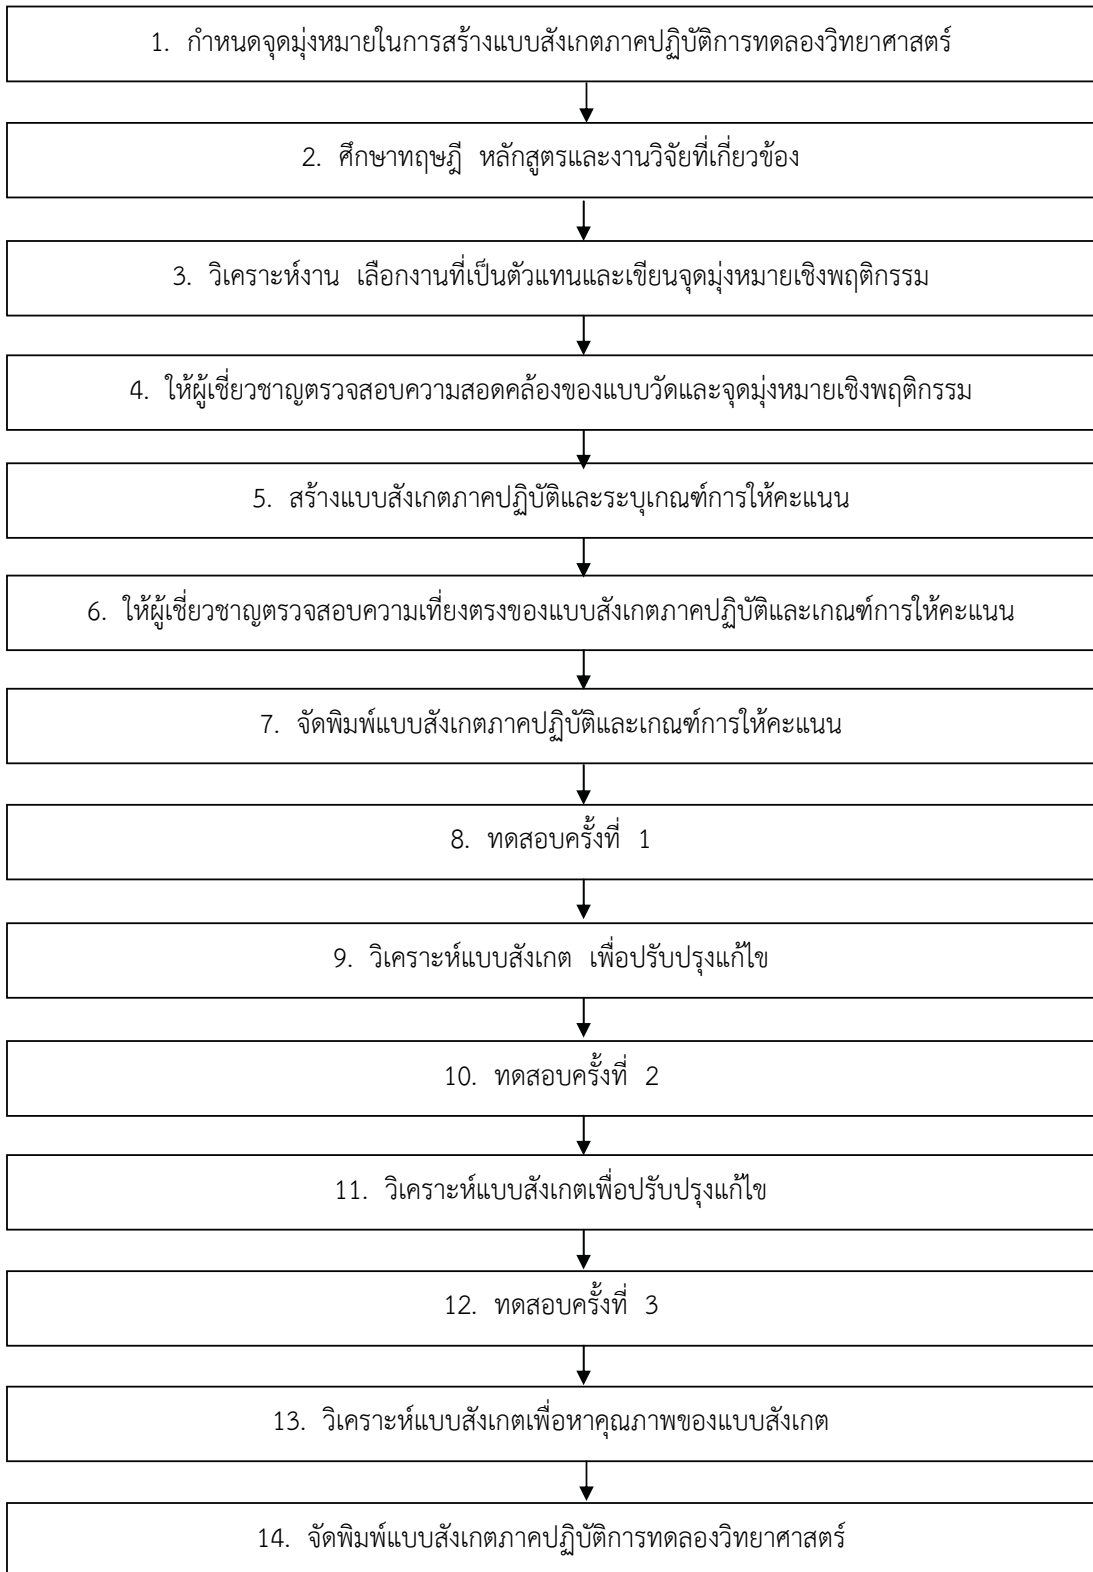 1. กำหนดจุดมุ่งหมายในการสร้างแบบสังเกตภาคปฏิบัติการทดลองวิทยาศาสตร์
2. ศึกษาทฤษฎี หลักสูตรและงานวิจัยที่เกี่ยวข้อง
3. วิเคราะห์งาน เลือกงานที่เป็นตัวแทนและเขียนจุดมุ่งหมายเชิงพฤติกรรม
4. ให้ผู้เชี่ยวชาญตรวจสอบความสอดคล้องของแบบวัดและจุดมุ่งหมายเชิงพฤติกรรม
5. สร้างแบบสังเกตภาคปฏิบัติและระบุเกณฑ์การให้คะแนน
6. ให้ผู้เชี่ยวชาญตรวจสอบความเที่ยงตรงของแบบสังเกตภาคปฏิบัติและเกณฑ์การให้คะแนน
7. จัดพิมพ์แบบสังเกตภาคปฏิบัติและเกณฑ์การให้คะแนน
8. ทดสอบครั้งที่ 1
9. วิเคราะห์แบบสังเกต เพื่อปรับปรุงแก้ไข
10. ทดสอบครั้งที่ 2
11. วิเคราะห์แบบสังเกตเพื่อปรับปรุงแก้ไข
12. ทดสอบครั้งที่ 3
13. วิเคราะห์แบบสังเกตเพื่อหาคุณภาพของแบบสังเกต
14. จัดพิมพ์แบบสังเกตภาคปฏิบัติการทดลองวิทยาศาสตร์